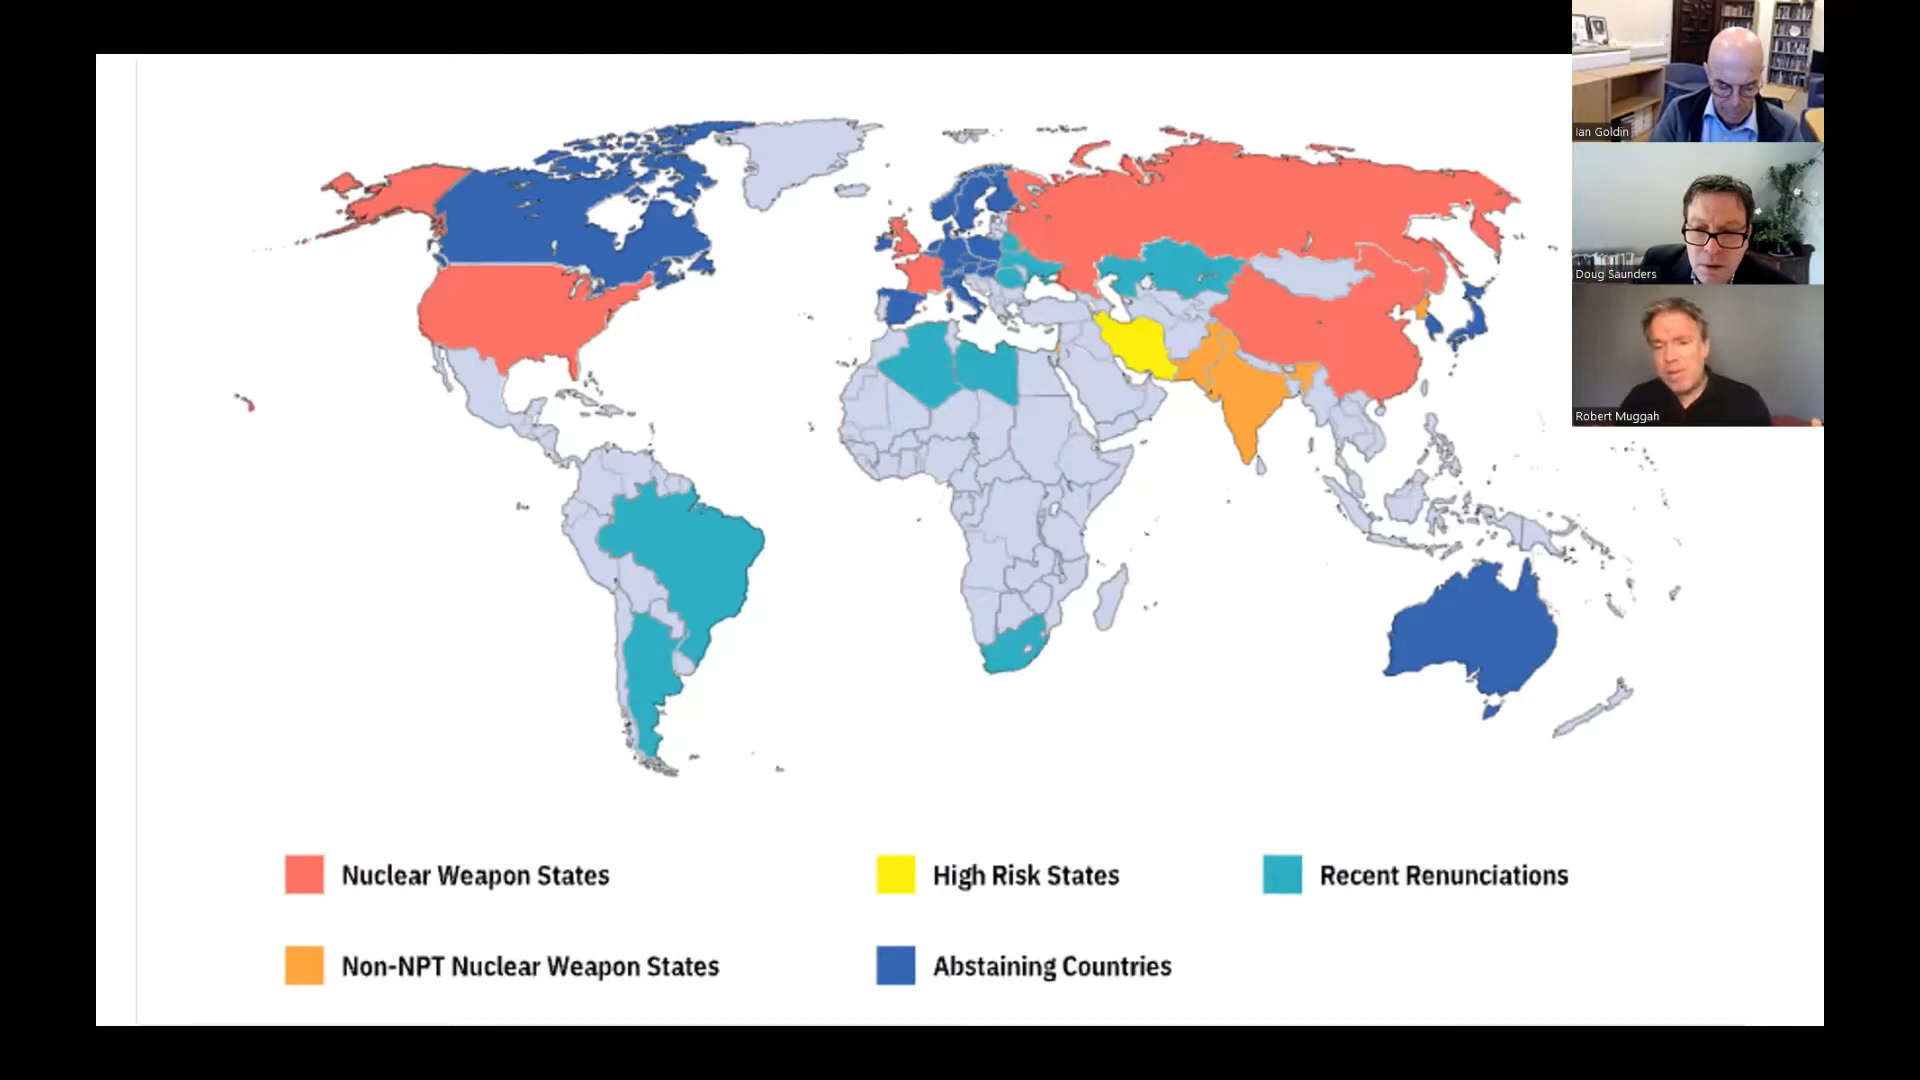 Ian Goldin
Doug Saunders
Robert Muggah
Nuclear Weapon States
High Risk States
Recent Renunciations
Non-NPT Nuclear Weapon States
Abstaining Countries